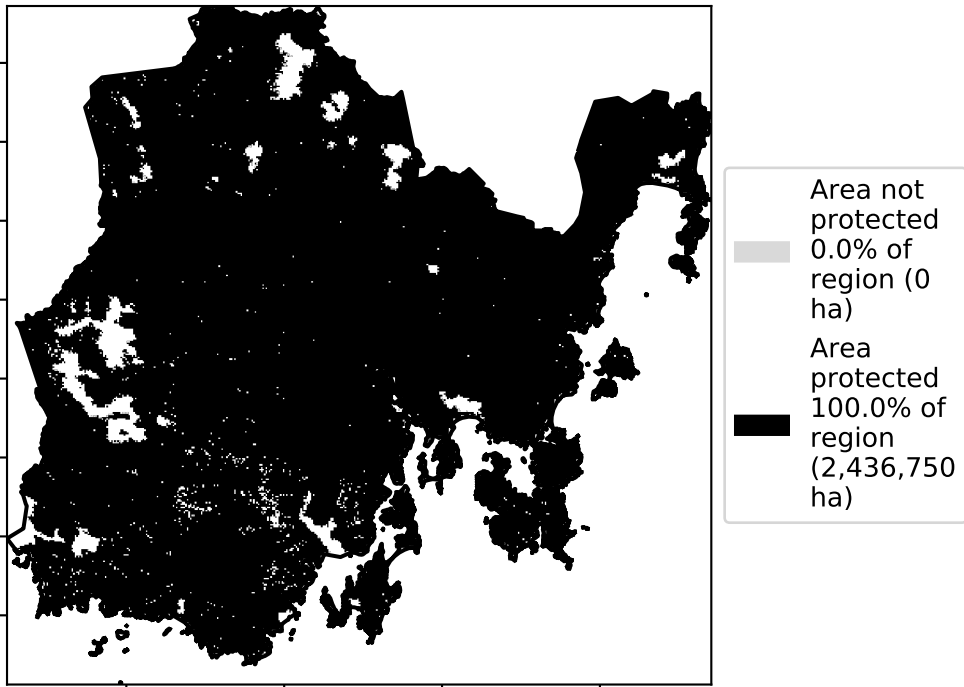 Area not
protected
0.0% of
region (0
ha)
Area
protected
100.0% of
region
(2,436,750
ha)